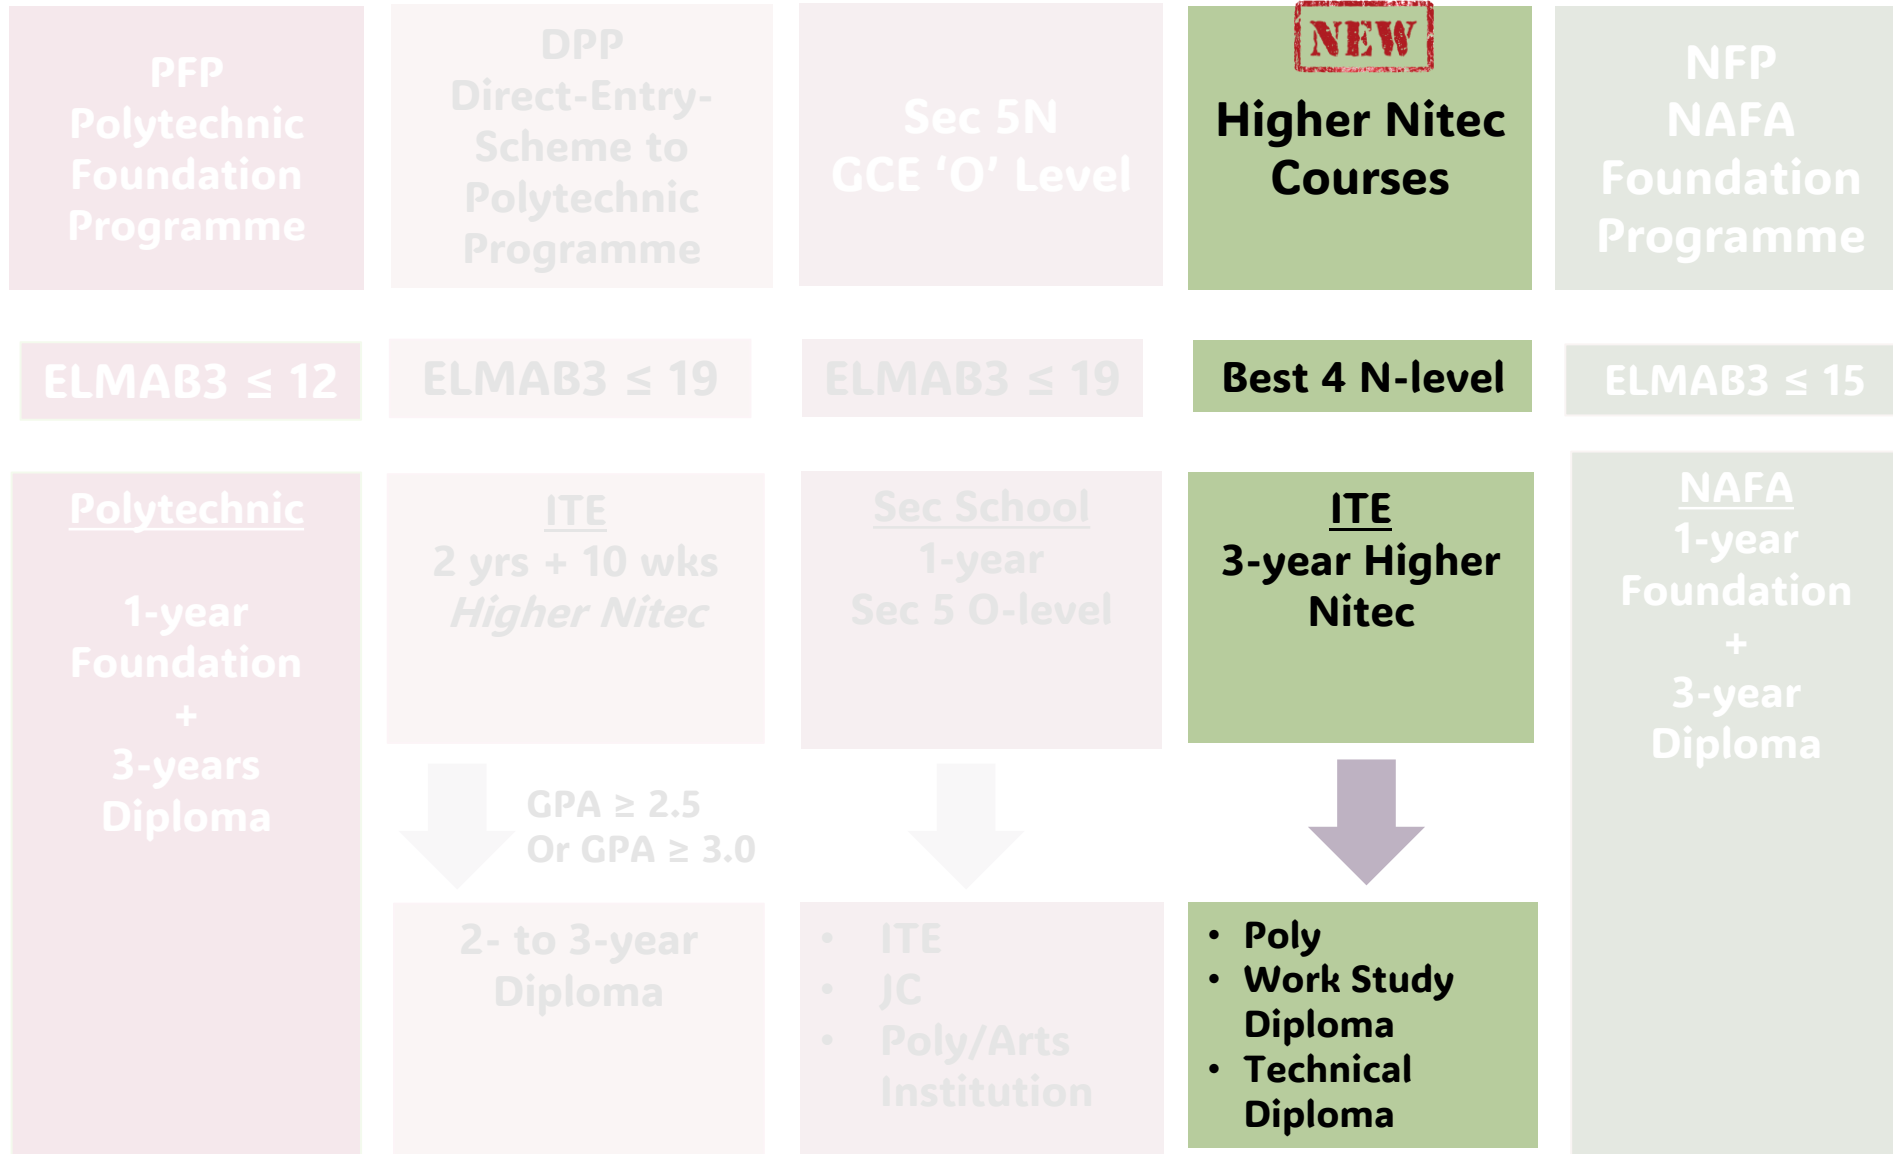 PFP
Polytechnic
Foundation
Programme
DPP
Direct-Entry-
Scheme to
Polytechnic
Programme
Sec 5N
GCE ‘O’ Level
NEW
Higher Nitec
Courses
NFP
NAFA
Foundation
Programme
ELMAB3 ≤ 12
ELMAB3 ≤ 19
ELMAB3 ≤ 19
Best 4 N-level
ELMAB3 ≤ 15
Polytechnic
1-year
Foundation
+
3-years
Diploma
ITE
2 yrs + 10 wks
Higher Nitec
GPA ≥ 2.5
Or GPA ≥ 3.0
2- to 3-year
Diploma
Sec School
1-year
Sec 5 O-level
• ITE
• JC
• Poly/Arts
Institution
ITE
3-year Higher
Nitec
• Poly
• Work Study
Diploma
• Technical
Diploma
NAFA
1-year
Foundation
+
3-year
Diploma